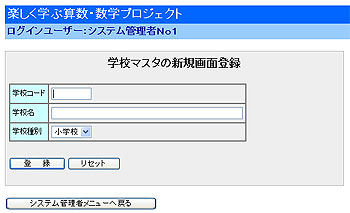 楽しく学ぶ算数・数学プロジェクト
ログインユーザー：システム管理者No1
学校マスタの新規画面登録
学校コード
学校名
学校種別 小学校
登　録 リセット
システム管理者メニューへ戻る